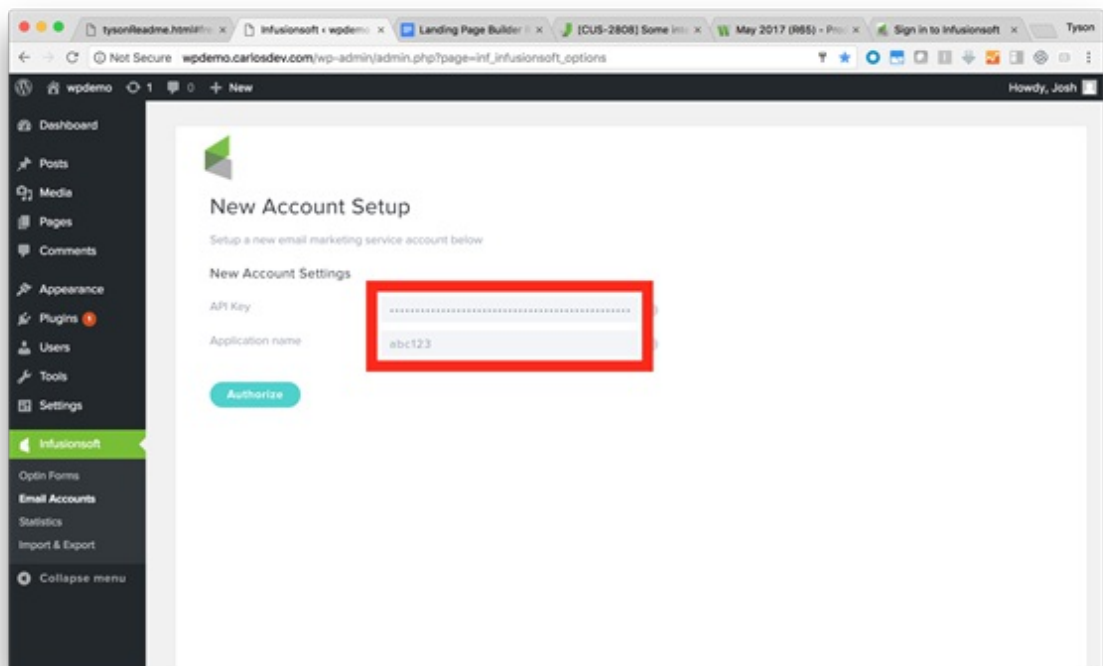 tysonReadme.html#
Infusionsoft ‹ wpdemo
Landing Page Builder
[CUS-2808] Some
May 2017 (R65) -
Sign in to Infusionsoft
Tyson
Not Secure wpdemo.carlosdev.com/wp-admin/admin.php?page=inf_infusionsoft_options
wpdemo 1 0 + New
Howdy, Josh
Dashboard
Posts
Media
Pages
Comments
Appearance
Plugins 1
Users
Tools
Settings
Infusionsoft
Optin Forms
Email Accounts
Statistics
Import & Export
Collapse menu
New Account Setup
Setup a new email marketing service account below
New Account Settings
API Key
Application name abc123
Authorize